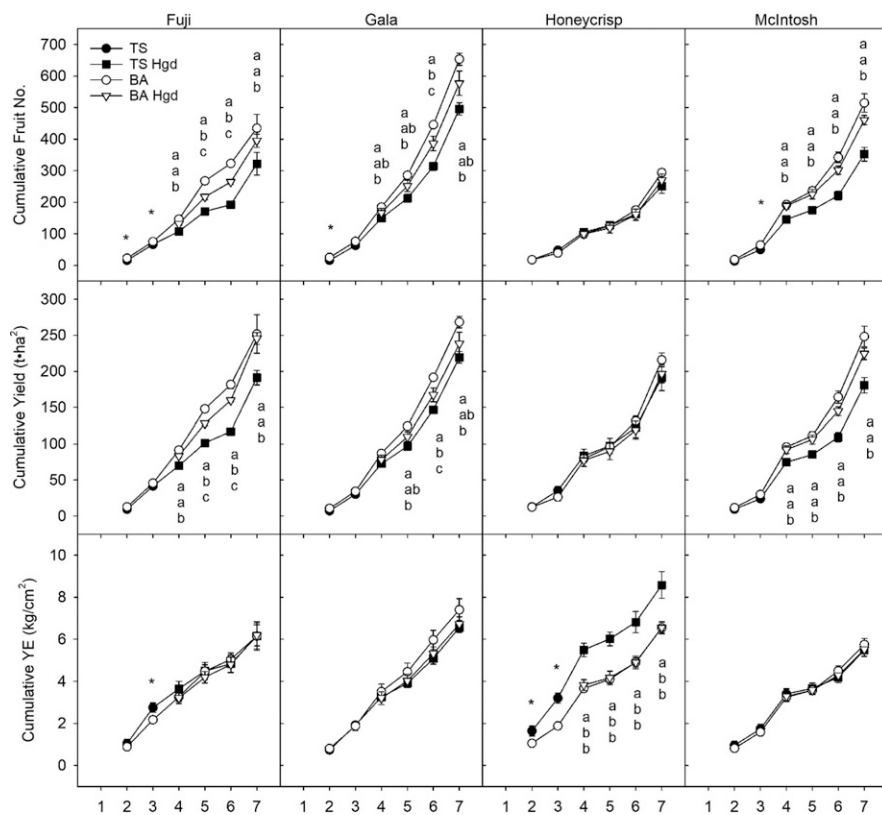 Fuji
Gala
Honeycrisp
McIntosh
Cumulative Fruit No.
700
600
500
400
300
200
100
0
TS
TS Hgd
BA
BA Hgd
*
*
a
a
b
a
b
c
a
b
c
a
a
b
*
a
ab
b
a
ab
b
a
b
c
a
ab
b
*
a
a
b
a
a
b
a
a
b
a
a
b
Cumulative Yield (t•ha²)
300
250
200
150
100
50
0
a
a
b
a
b
c
a
b
c
a
a
b
a
ab
b
a
b
c
a
ab
b
a
a
b
a
a
b
a
a
b
a
a
b
Cumulative YE (kg/cm²)
10
8
6
4
2
0
*
*
*
a
b
b
a
b
b
a
b
b
a
b
b
1 2 3 4 5 6 7
1 2 3 4 5 6 7
1 2 3 4 5 6 7
1 2 3 4 5 6 7